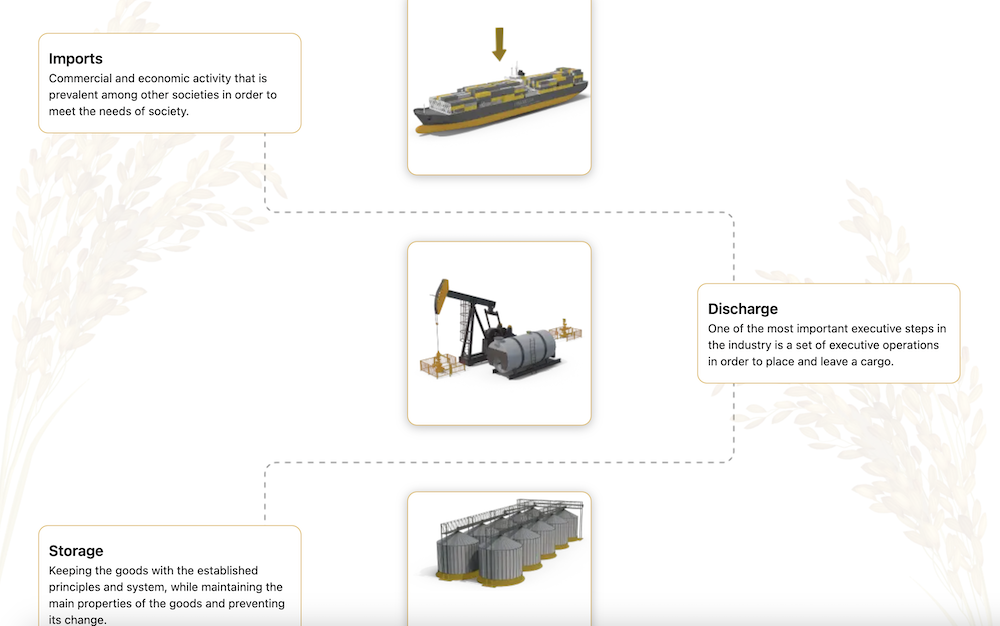 Imports
Commercial and economic activity that is
prevalent among other societies in order to
meet the needs of society.
Discharge
One of the most important executive steps in
the industry is a set of executive operations
in order to place and leave a cargo.
Storage
Keeping the goods with the established
principles and system, while maintaining the
main properties of the goods and preventing
its change.